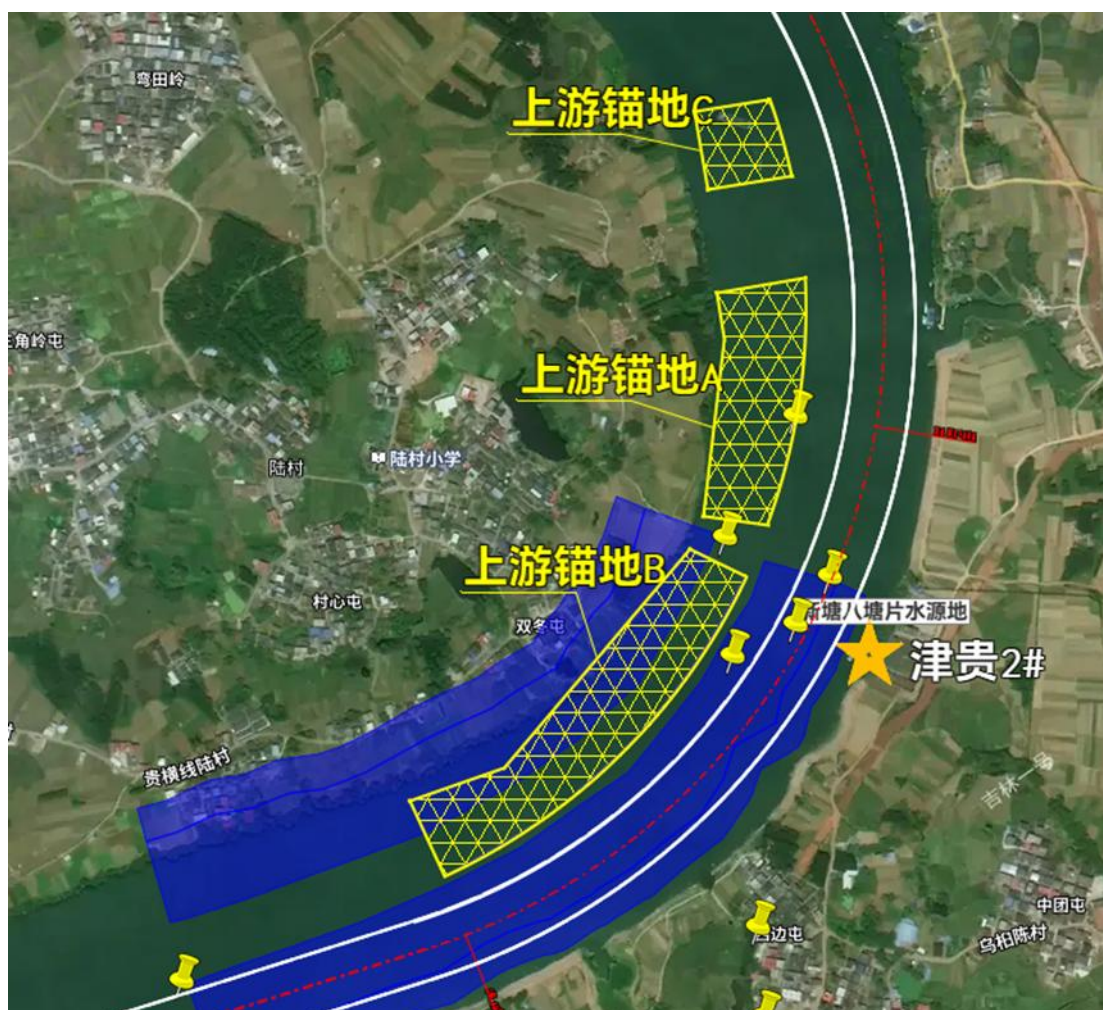 弯田岭
上游锚地C
三角岭屯
上游锚地A
陆村小学
陆村
上游锚地B
村心屯
双冬屯
新塘八塘片水源地
津贵2#
贵横线陆村
吉林一号
中团屯
乌桕陈村